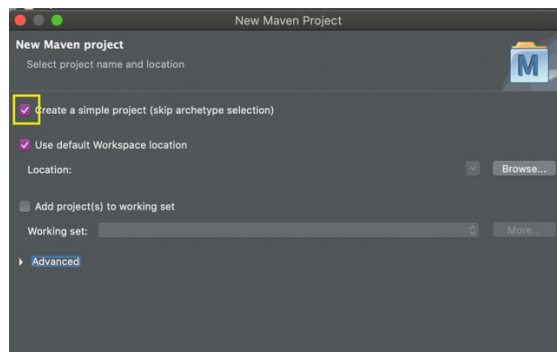 New Maven Project
New Maven project
Select project name and location
M
Create a simple project (skip archetype selection)
Use default Workspace location
Location:
Browse...
Add project(s) to working set
Working set:
More...
Advanced